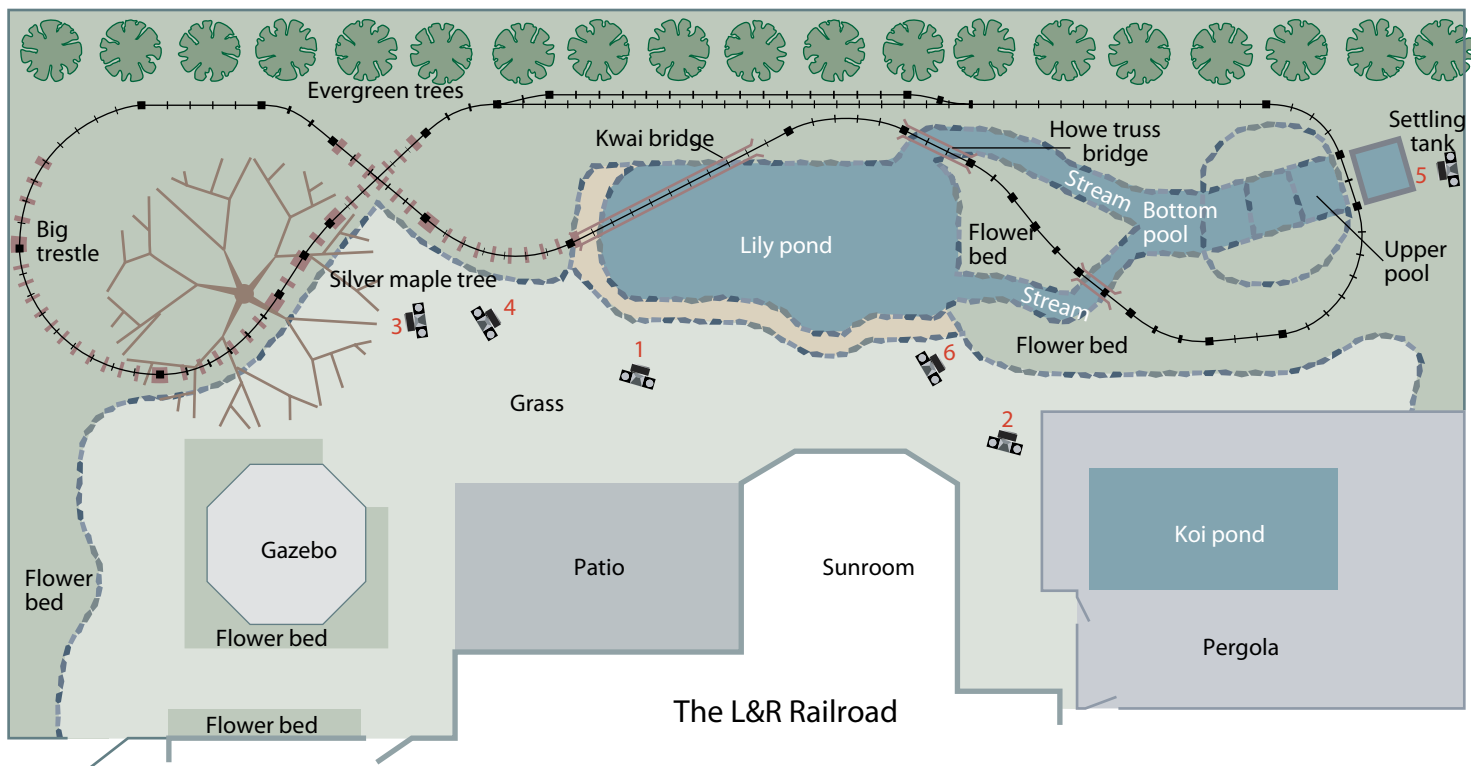 Evergreen trees
Kwai bridge
Howe truss
bridge
Settling
tank
5
Stream
Bottom
pool
Upper
pool
Big
trestle
Lily pond
Flower
bed
Silver maple tree
3
4
Stream
1
6
Flower bed
Grass
2
Gazebo
Patio
Sunroom
Koi pond
Flower
bed
Flower bed
Pergola
The L&R Railroad
Flower bed